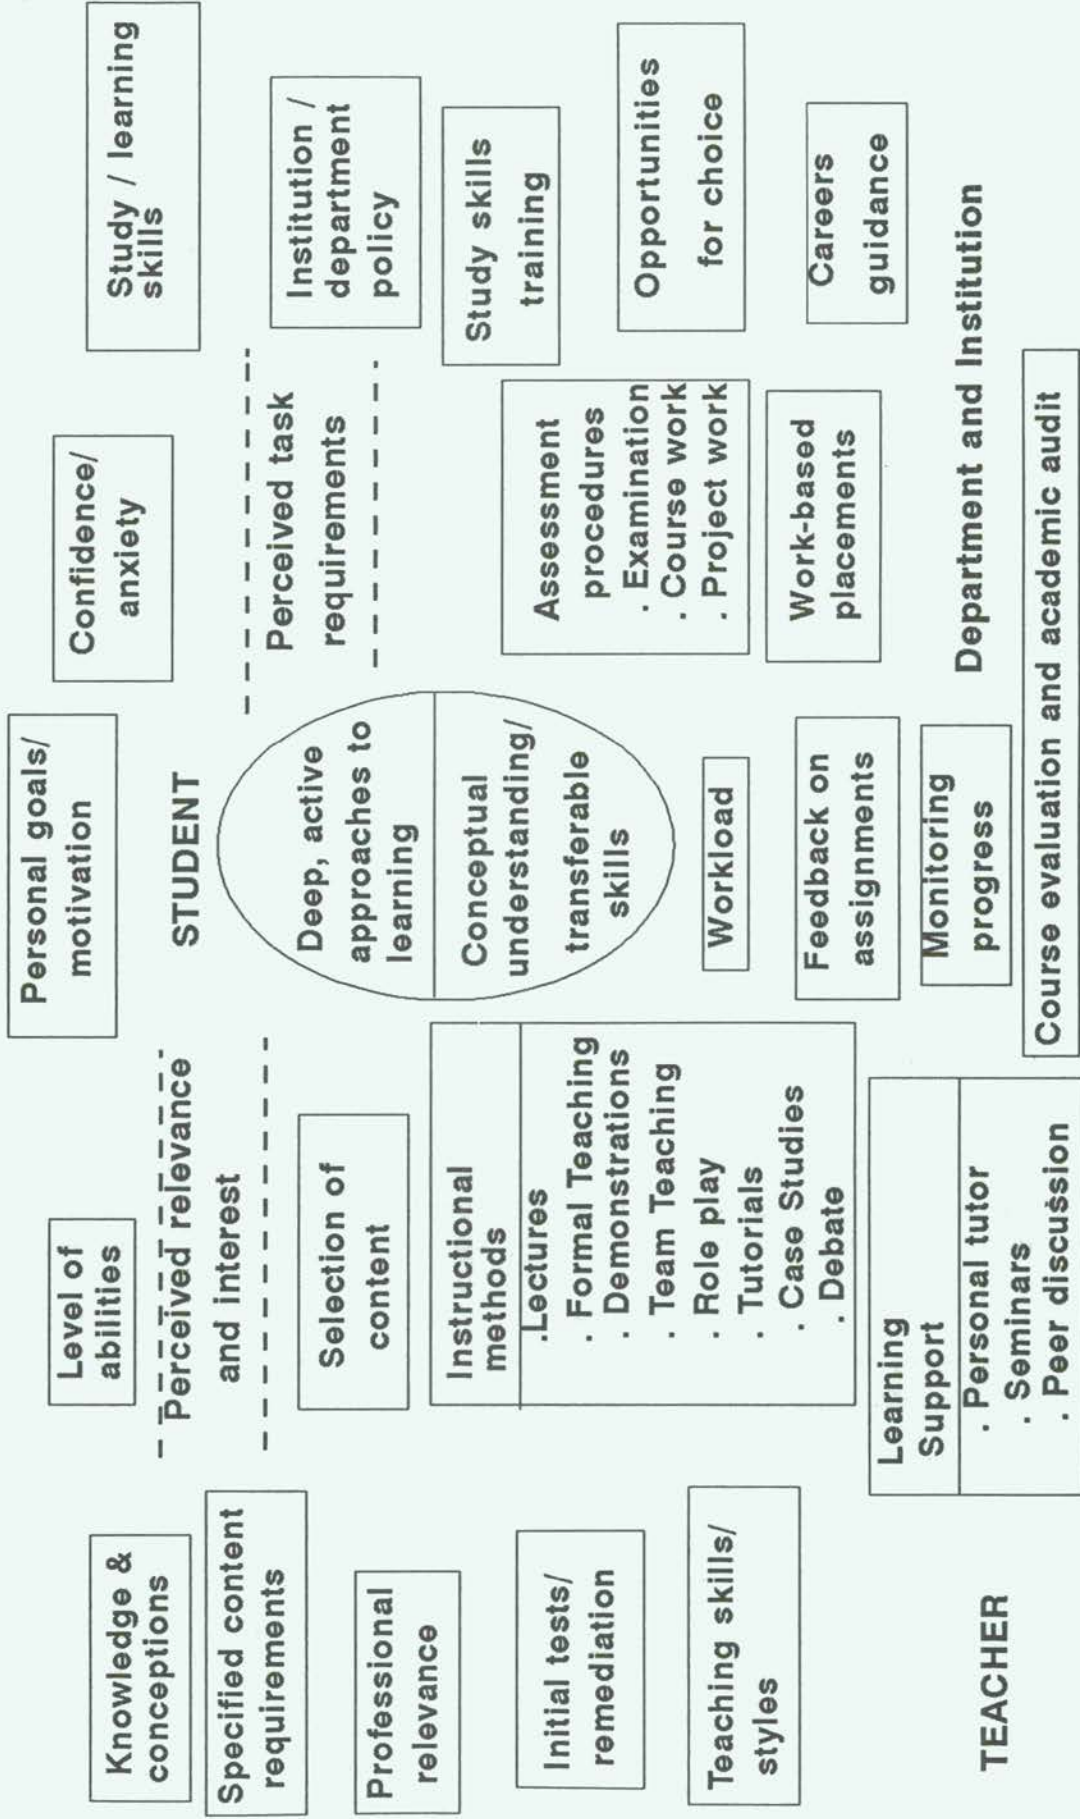 Personal goals/
motivation
Knowledge &
conceptions
Level of
abilities
Confidence/
anxiety
Study / learning
skills
STUDENT
Specified content
requirements
Perceived relevance
and interest
Perceived task
requirements
Institution /
department
policy
Professional
relevance
Selection of
content
Deep, active
approaches to
learning
Conceptual
understanding/
transferable
skills
Study skills
training
Initial tests/
remediation
Instructional
methods
.Lectures
. Formal Teaching
. Demonstrations
. Team Teaching
. Role play
. Tutorials
. Case Studies
. Debate
Assessment
procedures
. Examination
. Course work
. Project work
Opportunities
for choice
Teaching skills/
styles
Workload
Work-based
placements
Careers
guidance
Feedback on
assignments
Learning
Support
. Personal tutor
. Seminars
. Peer discussion
Monitoring
progress
TEACHER
Department and Institution
Course evaluation and academic audit